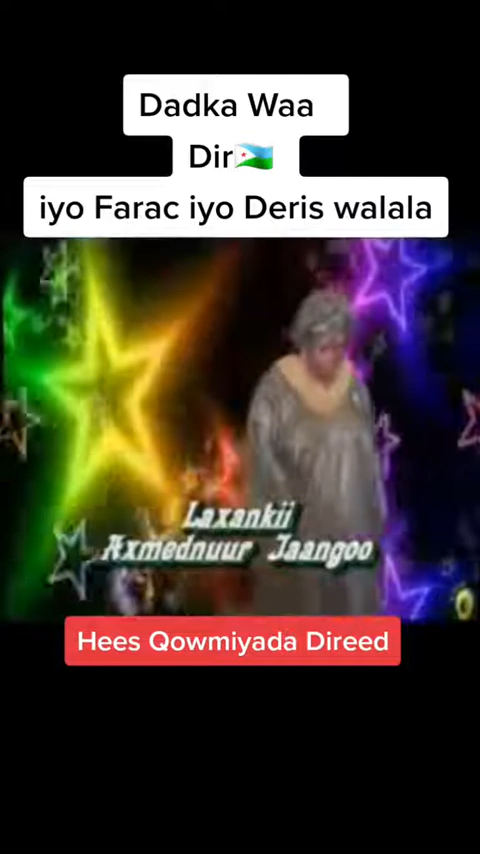 Dadka Waa
Dir🇩🇯
iyo Farac iyo Deris walala
Laxankii
Axmednuur Jaangoo
Hees Qowmiyada Direed